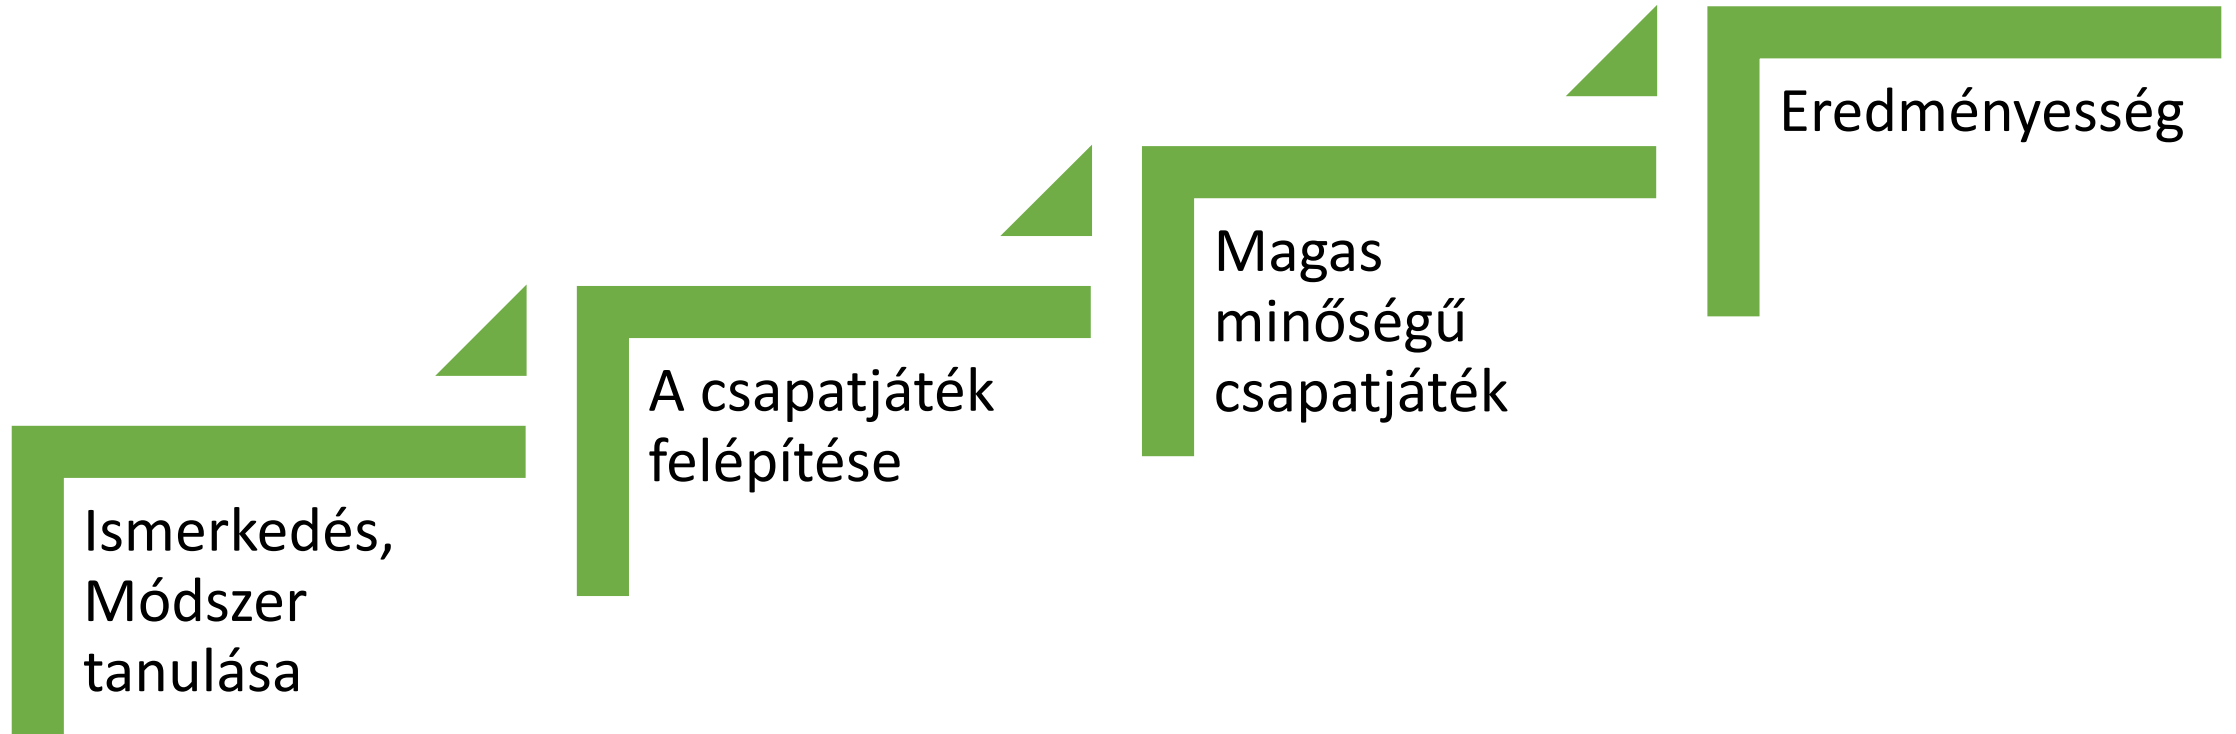 Ismerkedés,
Módszer
tanulása
A csapatjáték
felépítése
Magas
minőségű
csapatjáték
Eredményesség